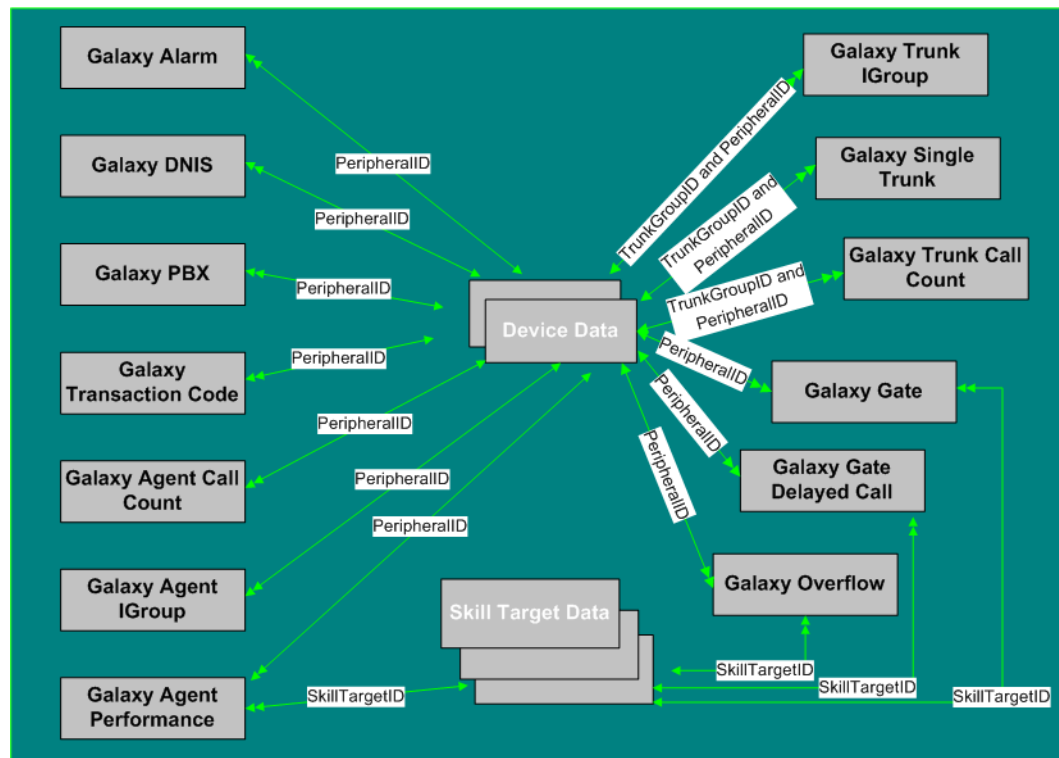 Galaxy Alarm
Galaxy Trunk
IGroup
PeripheralID
TrunkGroupID and PeripheralID
Galaxy DNIS
Galaxy Single
Trunk
PeripheralID
TrunkGroupID and
PeripheralID
Galaxy PBX
Galaxy Trunk Call
Count
PeripheralID
TrunkGroupID and
PeripheralID
Device Data
Galaxy
Transaction Code
PeripheralID
PeripheralID
Galaxy Gate
PeripheralID
PeripheralID
Galaxy Agent Call
Count
Galaxy Gate
Delayed Call
PeripheralID
PeripheralID
PeripheralID
Galaxy Agent
IGroup
Galaxy Overflow
Skill Target Data
Galaxy Agent
Performance
SkillTargetID
SkillTargetID
SkillTargetID
SkillTargetID